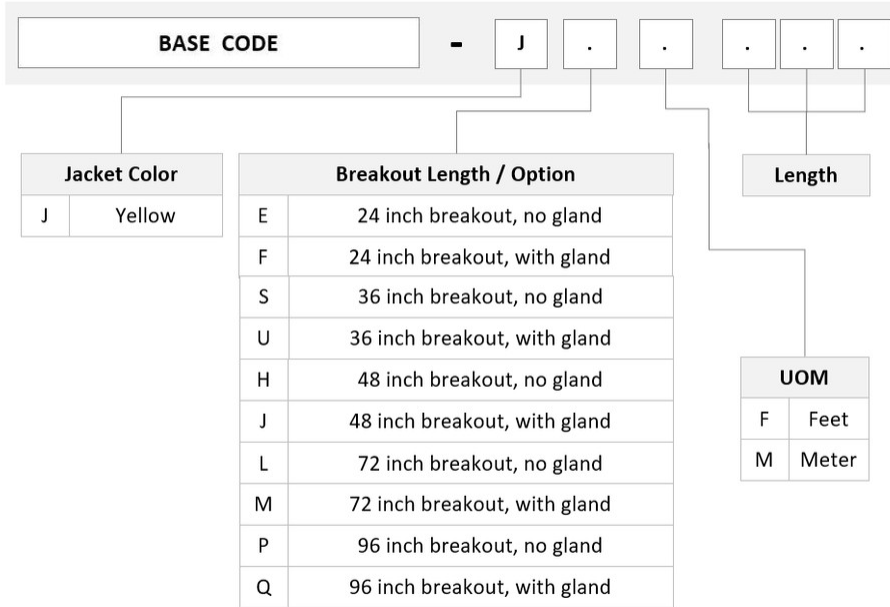 BASE CODE - J . . . . .
Jacket Color
J Yellow
Breakout Length / Option
E 24 inch breakout, no gland
F 24 inch breakout, with gland
S 36 inch breakout, no gland
U 36 inch breakout, with gland
H 48 inch breakout, no gland
J 48 inch breakout, with gland
L 72 inch breakout, no gland
M 72 inch breakout, with gland
P 96 inch breakout, no gland
Q 96 inch breakout, with gland
Length
UOM
F Feet
M Meter